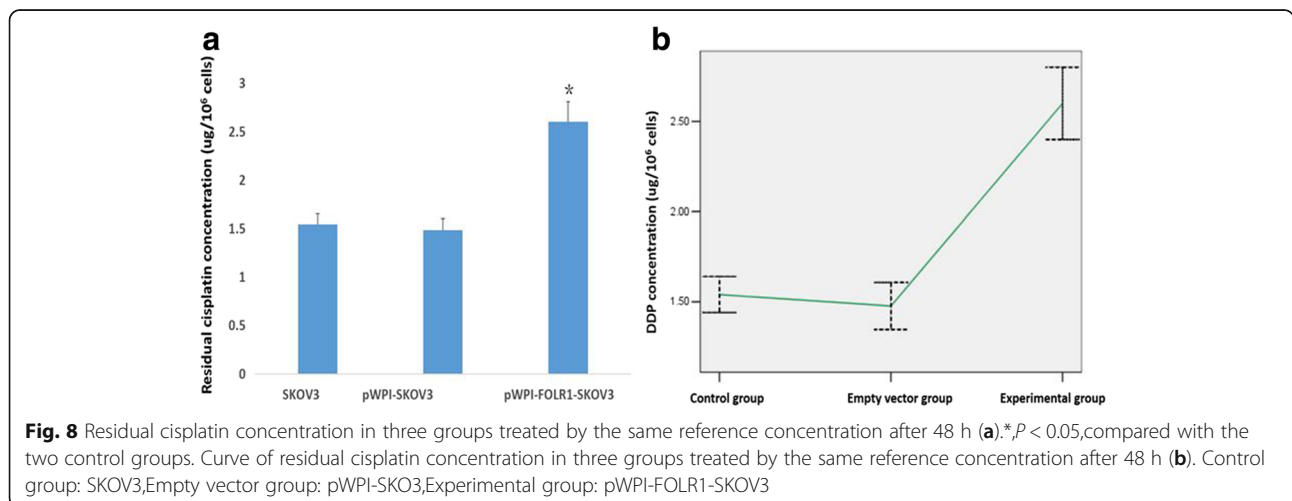 a
Residual cisplatin concentration (ug/10⁶ cells)
3
2.5
2
1.5
1
0.5
0
*
SKOV3 pWPI-SKOV3 pWPI-FOLR1-SKOV3
b
DDP concentration (ug/10⁶ cells)
2.50
2.00
1.50
Control group Empty vector group Experimental group
Fig. 8 Residual cisplatin concentration in three groups treated by the same reference concentration after 48 h (a).*,P < 0.05,compared with the
two control groups. Curve of residual cisplatin concentration in three groups treated by the same reference concentration after 48 h (b). Control
group: SKOV3,Empty vector group: pWPI-SKO3,Experimental group: pWPI-FOLR1-SKOV3